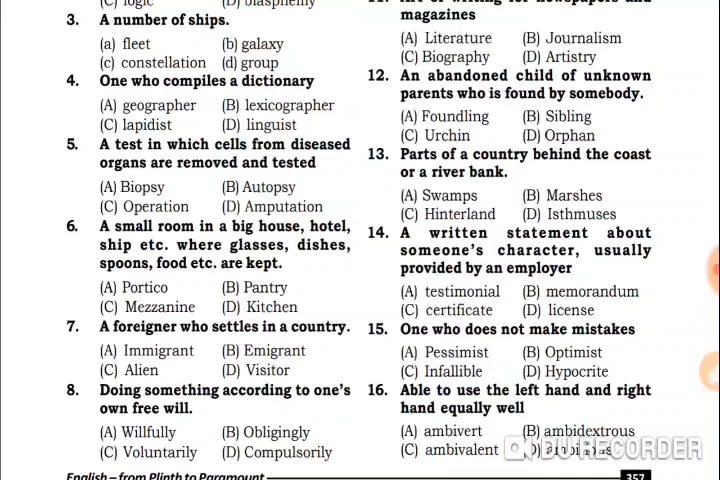 (C) logic (D) blasphemy
3. A number of ships.
(a) fleet (b) galaxy
(c) constellation (d) group
4. One who compiles a dictionary
(A) geographer (B) lexicographer
(C) lapidist (D) linguist
5. A test in which cells from diseased
organs are removed and tested
(A) Biopsy (B) Autopsy
(C) Operation (D) Amputation
6. A small room in a big house, hotel,
ship etc. where glasses, dishes,
spoons, food etc. are kept.
(A) Portico (B) Pantry
(C) Mezzanine (D) Kitchen
7. A foreigner who settles in a country.
(A) Immigrant (B) Emigrant
(C) Alien (D) Visitor
8. Doing something according to one's
own free will.
(A) Willfully (B) Obligingly
(C) Voluntarily (D) Compulsorily
English – from Plinth to Paramount
11. Art of writing for newspapers and
magazines
(A) Literature (B) Journalism
(C) Biography (D) Artistry
12. An abandoned child of unknown
parents who is found by somebody.
(A) Foundling (B) Sibling
(C) Urchin (D) Orphan
13. Parts of a country behind the coast
or a river bank.
(A) Swamps (B) Marshes
(C) Hinterland (D) Isthmuses
14. A written statement about
someone's character, usually
provided by an employer
(A) testimonial (B) memorandum
(C) certificate (D) license
15. One who does not make mistakes
(A) Pessimist (B) Optimist
(C) Infallible (D) Hypocrite
16. Able to use the left hand and right
hand equally well
(A) ambivert (B) ambidextrous
(C) ambivalent (D) ambitious
DU RECORDER
357